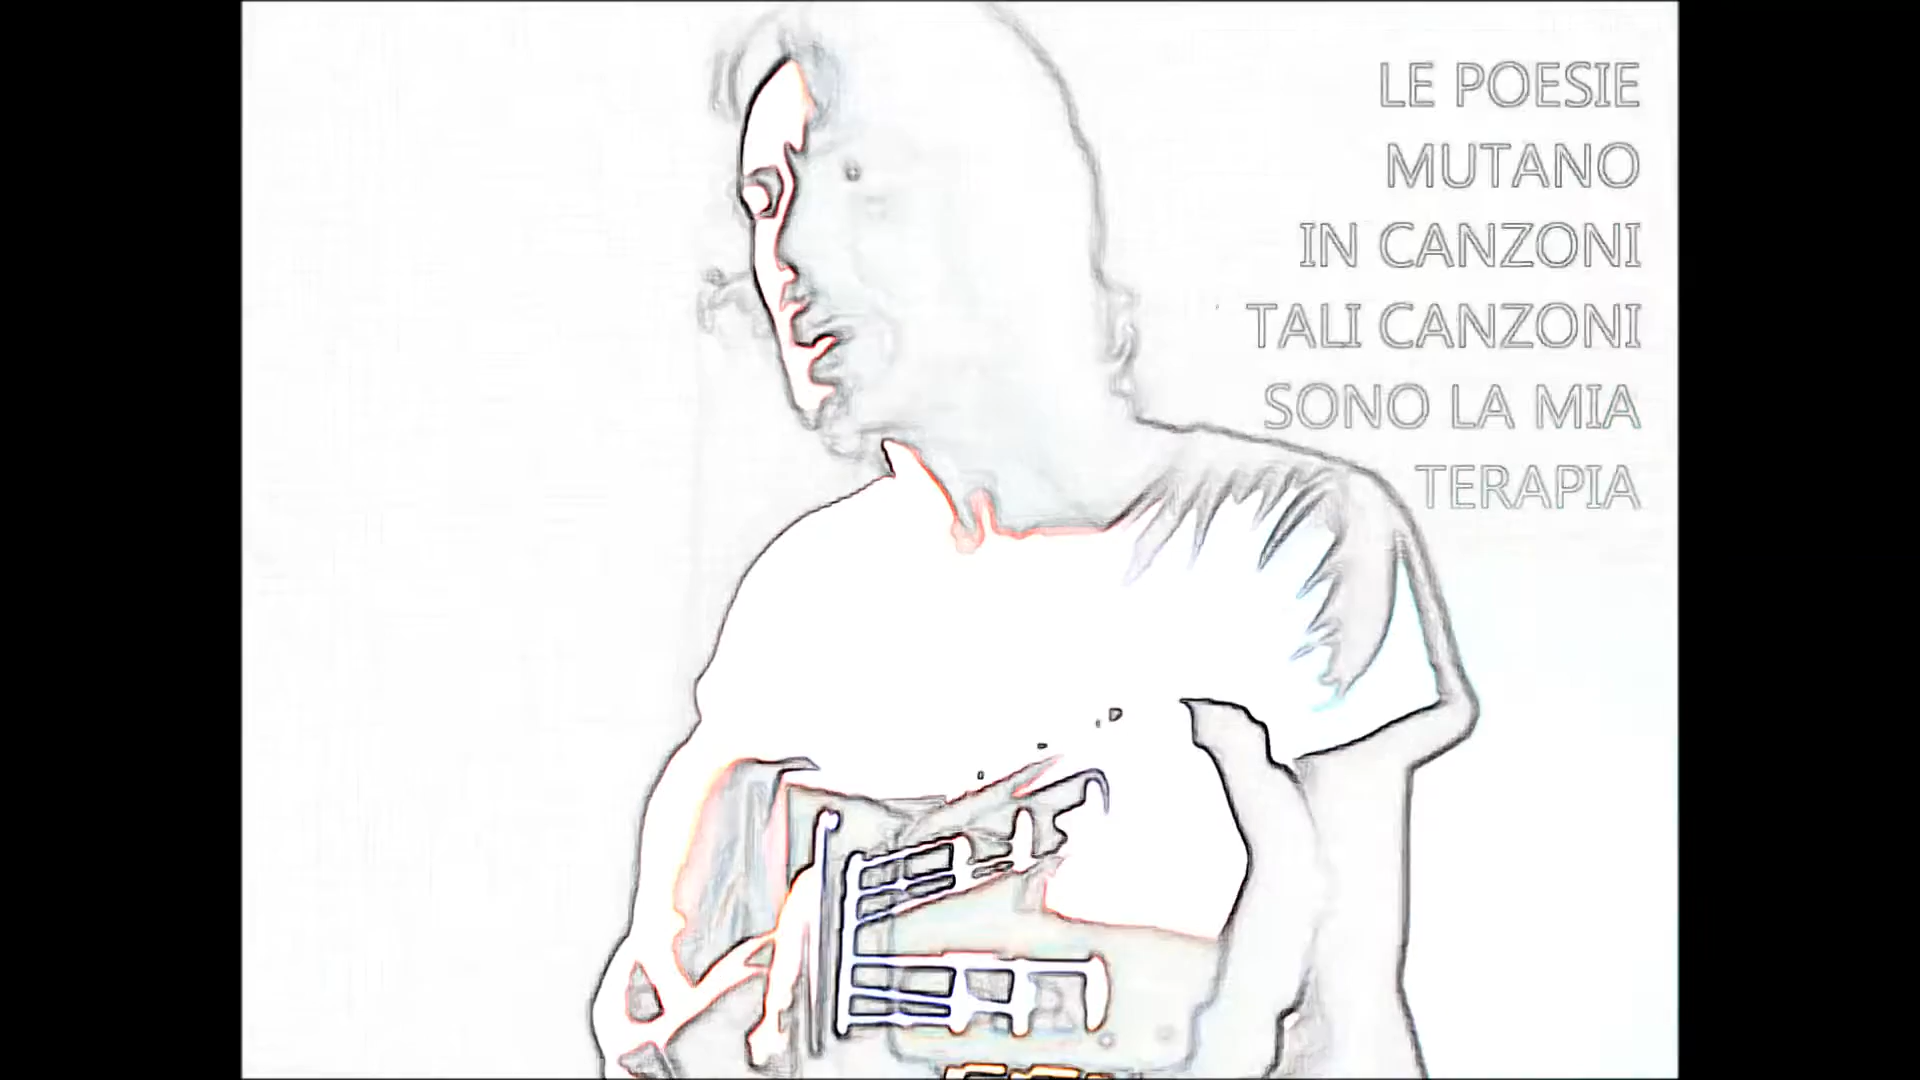 LE POESIE
MUTANO
IN CANZONI
TALI CANZONI
SONO LA MIA
TERAPIA